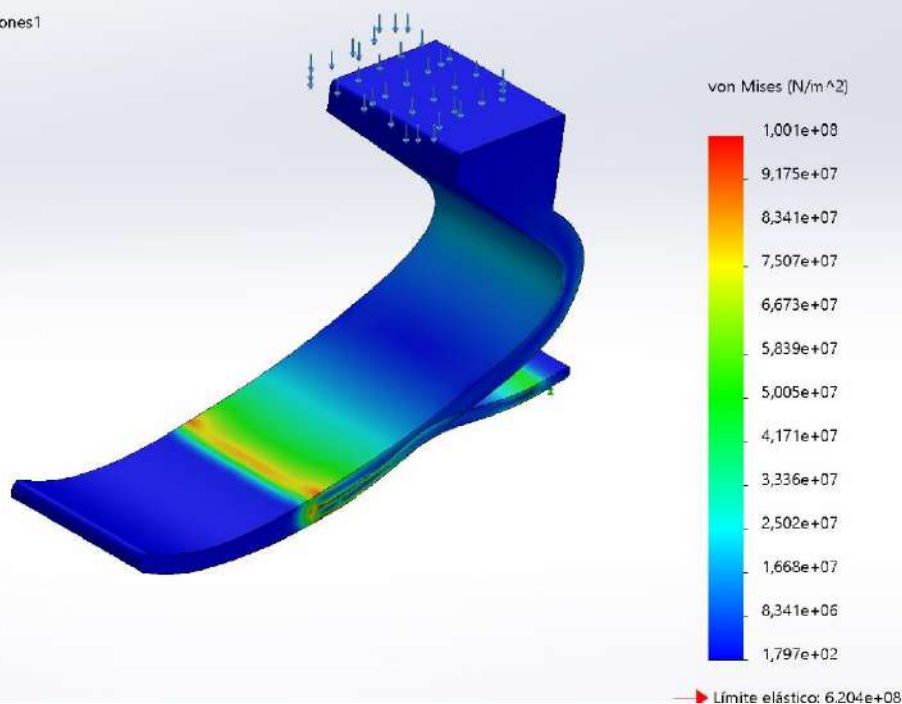 ones1
von Mises (N/m^2)
1,001e+08
9,175e+07
8,341e+07
7,507e+07
6,673e+07
5,839e+07
5,005e+07
4,171e+07
3,336e+07
2,502e+07
1,668e+07
8,341e+06
1,797e+02
Límite elástico: 6,204e+08